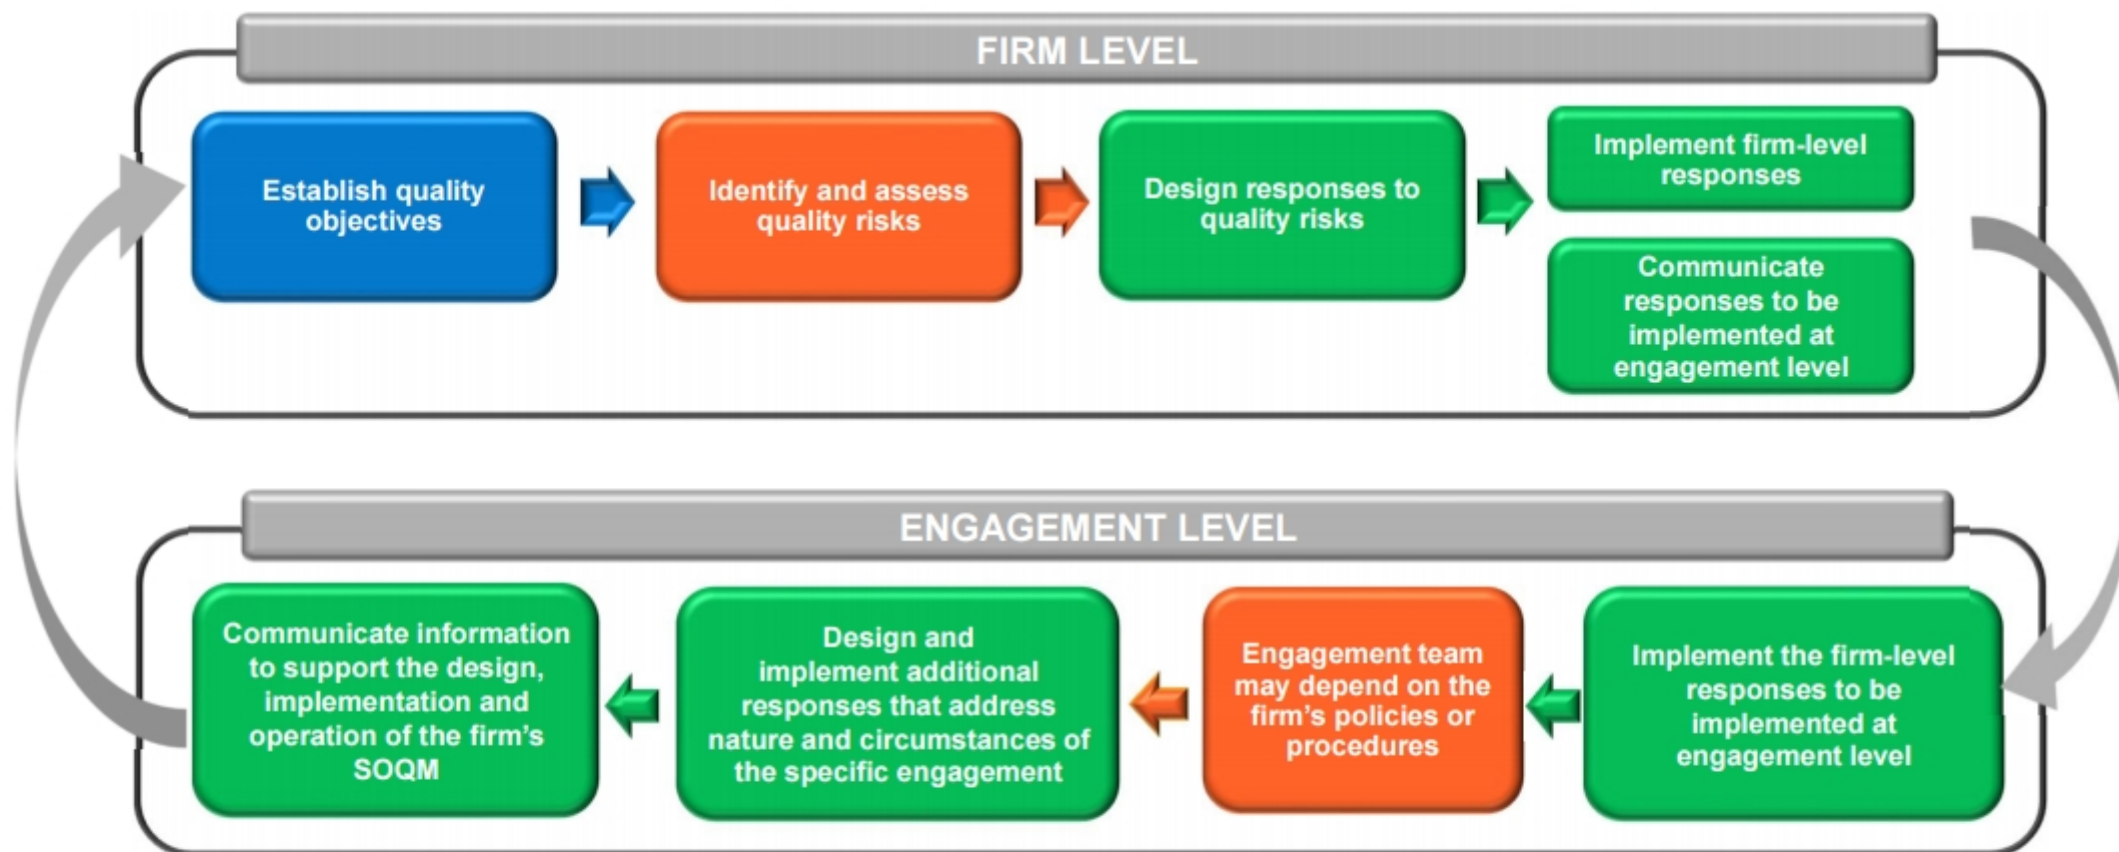 FIRM LEVEL
Establish quality
objectives
Identify and assess
quality risks
Design responses to
quality risks
Implement firm-level
responses
Communicate
responses to be
implemented at
engagement level
ENGAGEMENT LEVEL
Communicate information
to support the design,
implementation and
operation of the firm's
SOQM
Design and
implement additional
responses that address
nature and circumstances of
the specific engagement
Engagement team
may depend on the
firm's policies or
procedures
Implement the firm-level
responses to be
implemented at
engagement level